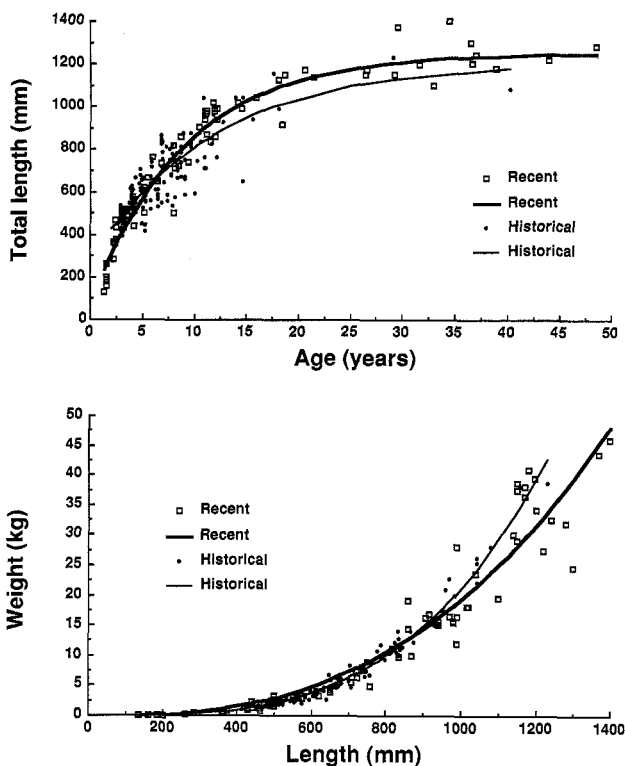 1400
1200
1000
800
600
400
200
0
Total length (mm)
Recent
Recent
Historical
Historical
0 5 10 15 20 25 30 35 40 45 50
Age (years)
50
45
40
35
30
25
20
15
10
5
0
Weight (kg)
Recent
Recent
Historical
Historical
0 200 400 600 800 1000 1200 1400
Length (mm)